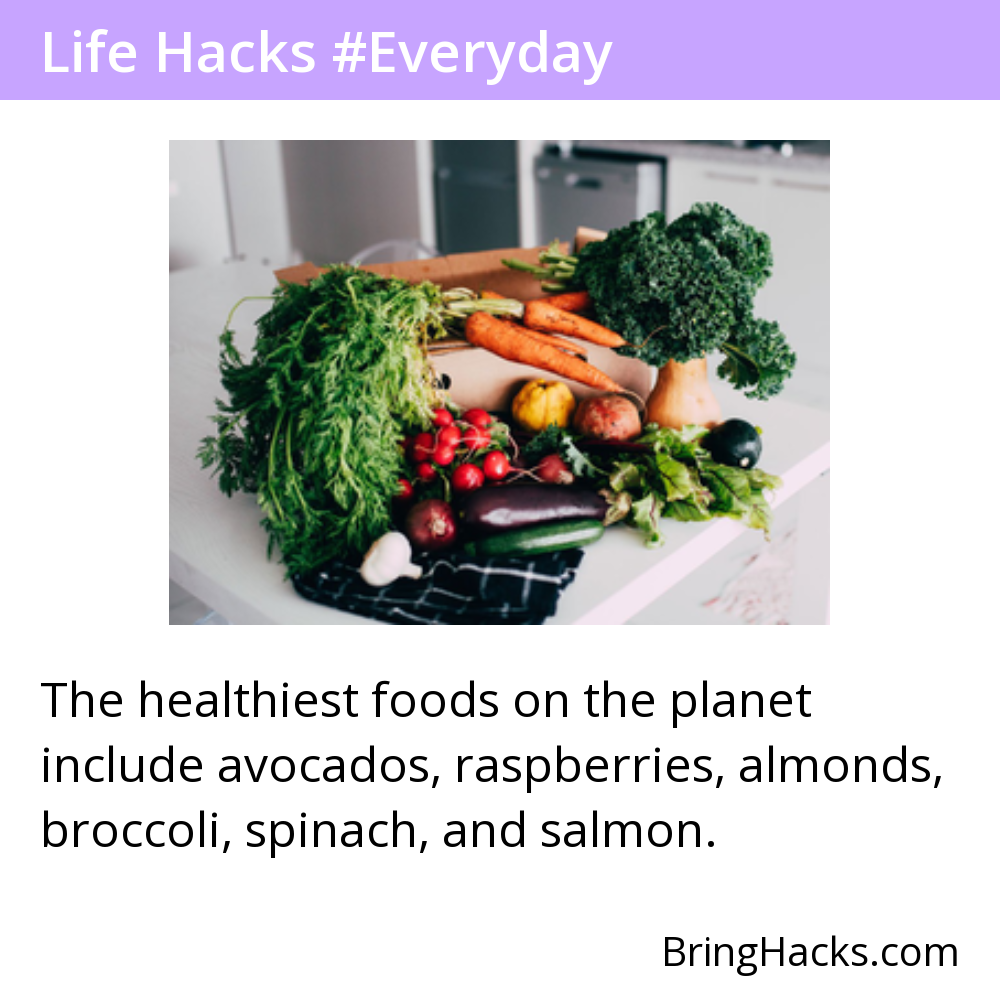 Life Hacks #Everyday
The healthiest foods on the planet
include avocados, raspberries, almonds,
broccoli, spinach, and salmon.
BringHacks.com